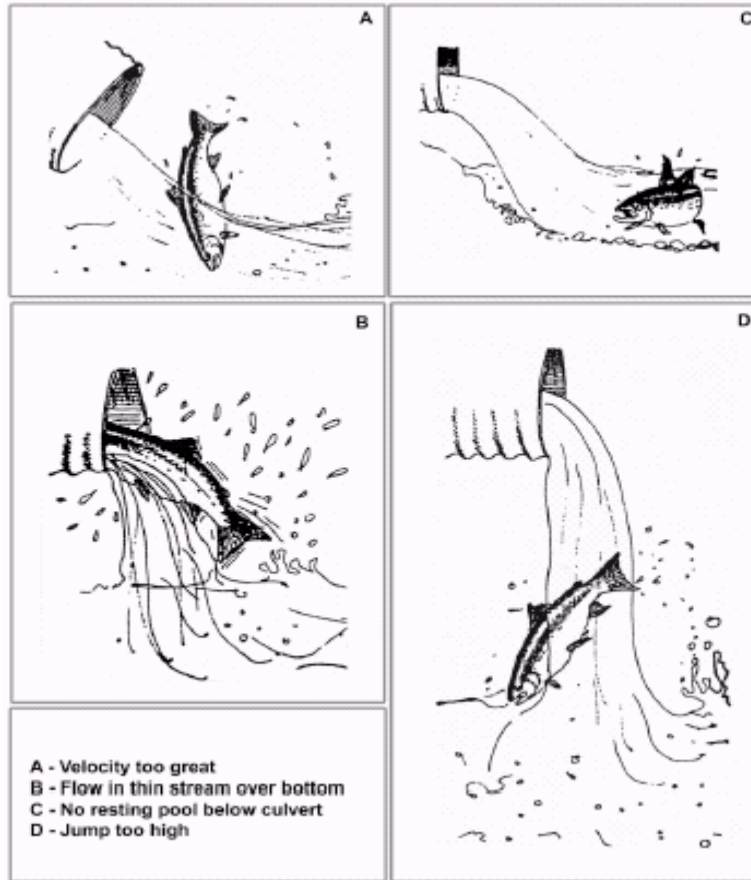 A
C
B
D
A - Velocity too great
B - Flow in thin stream over bottom
C - No resting pool below culvert
D - Jump too high